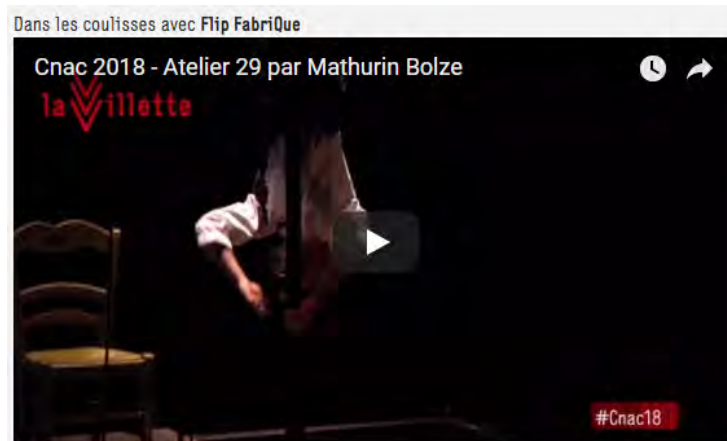 Dans les coulisses avec Flip FabriQue
Cnac 2018 - Atelier 29 par Mathurin Bolze
la Villette
#Cnac18